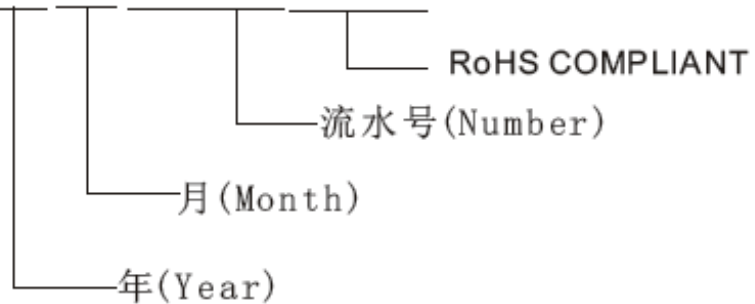 RoHS COMPLIANT
流水号(Number)
月(Month)
年(Year)